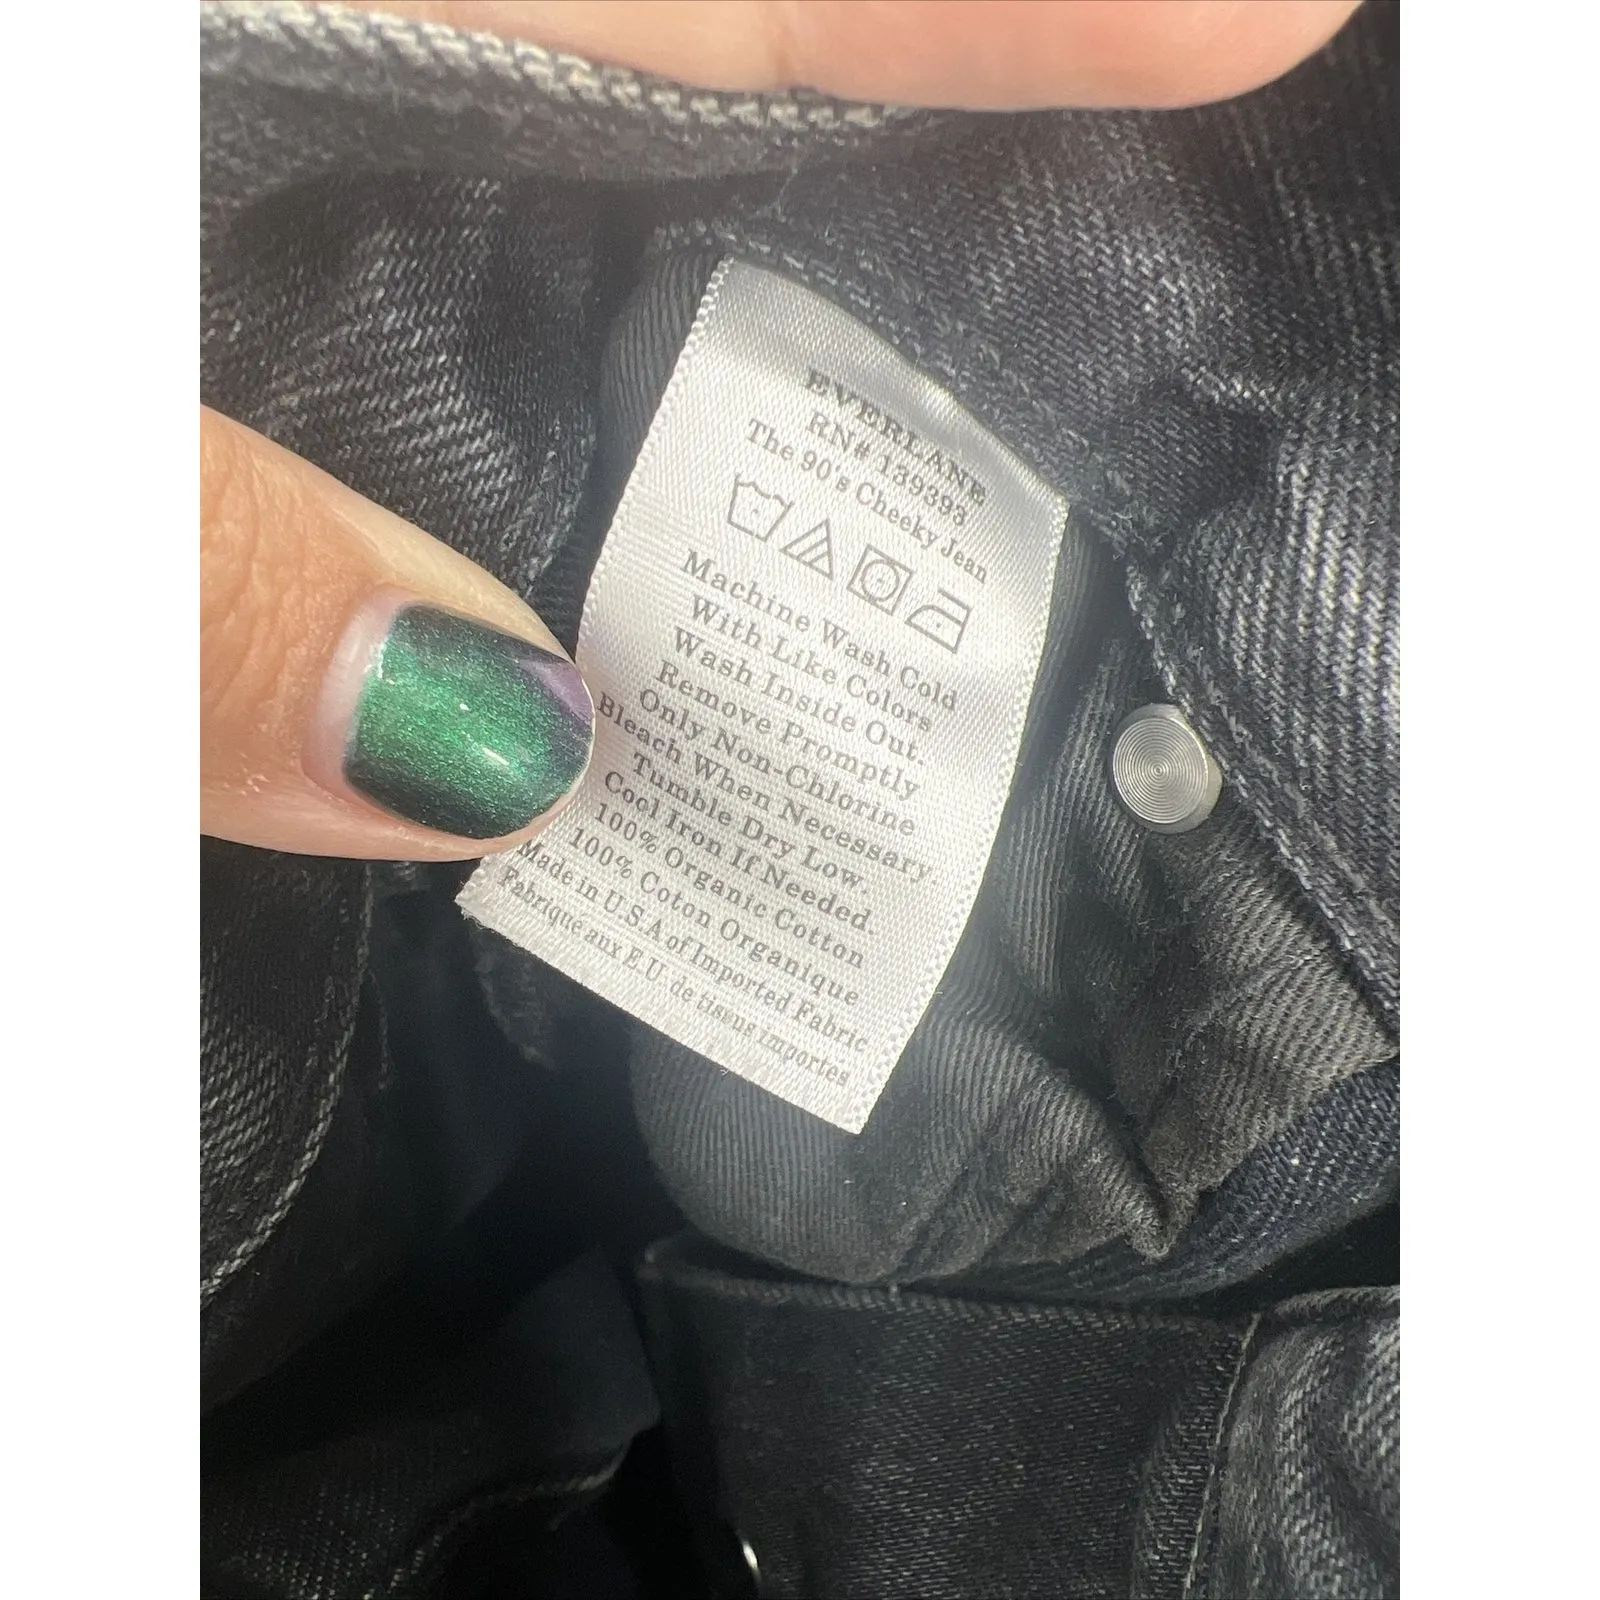 EVERLANE
RN# 139393
The 90's Cheeky Jean
Machine Wash Cold
With Like Colors
Wash Inside Out.
Remove Promptly
Only Non-Chlorine
Bleach When Necessary.
Tumble Dry Low.
Cool Iron If Needed.
100% Organic Cotton
100% Coton Organique
Made in U.S.A of Imported Fabric
Fabriqué aux E.U. de tissus importes